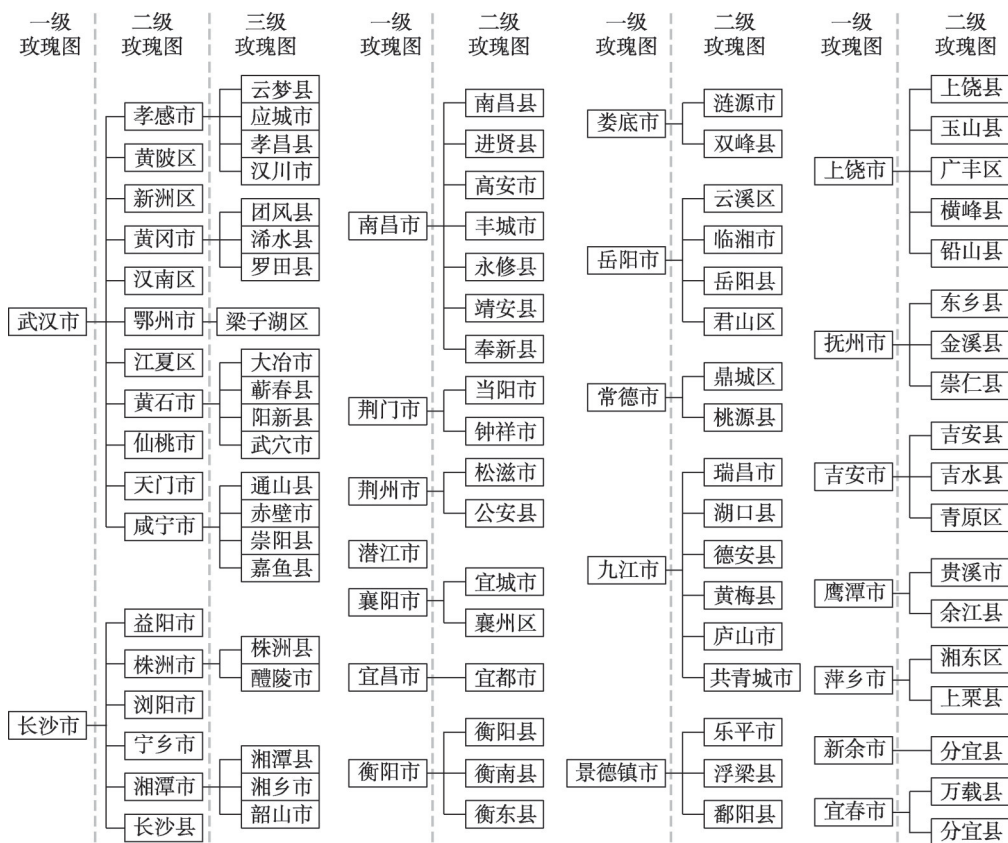 一级
玫瑰图
二级
玫瑰图
三级
玫瑰图
武汉市
孝感市
云梦县
应城市
孝昌县
汉川市
黄陂区
新洲区
黄冈市
团风县
浠水县
罗田县
汉南区
鄂州市
梁子湖区
江夏区
黄石市
大冶市
蕲春县
阳新县
武穴市
仙桃市
天门市
咸宁市
通山县
赤壁市
崇阳县
嘉鱼县
长沙市
益阳市
株洲市
株洲县
醴陵市
浏阳市
宁乡市
湘潭市
湘潭县
湘乡市
韶山市
长沙县
一级
玫瑰图
二级
玫瑰图
南昌市
南昌县
进贤县
高安市
丰城市
永修县
靖安县
奉新县
荆门市
当阳市
钟祥市
荆州市
松滋市
公安县
潜江市
襄阳市
宜城市
襄州区
宜昌市
宜都市
衡阳市
衡阳县
衡南县
衡东县
一级
玫瑰图
二级
玫瑰图
娄底市
涟源市
双峰县
岳阳市
云溪区
临湘市
岳阳县
君山区
常德市
鼎城区
桃源县
九江市
瑞昌市
湖口县
德安县
黄梅县
庐山市
共青城市
景德镇市
乐平市
浮梁县
鄱阳县
一级
玫瑰图
二级
玫瑰图
上饶市
上饶县
玉山县
广丰区
横峰县
铅山县
抚州市
东乡县
金溪县
崇仁县
吉安市
吉安县
吉水县
青原区
鹰潭市
贵溪市
余江县
萍乡市
湘东区
上栗县
新余市
分宜县
宜春市
万载县
分宜县